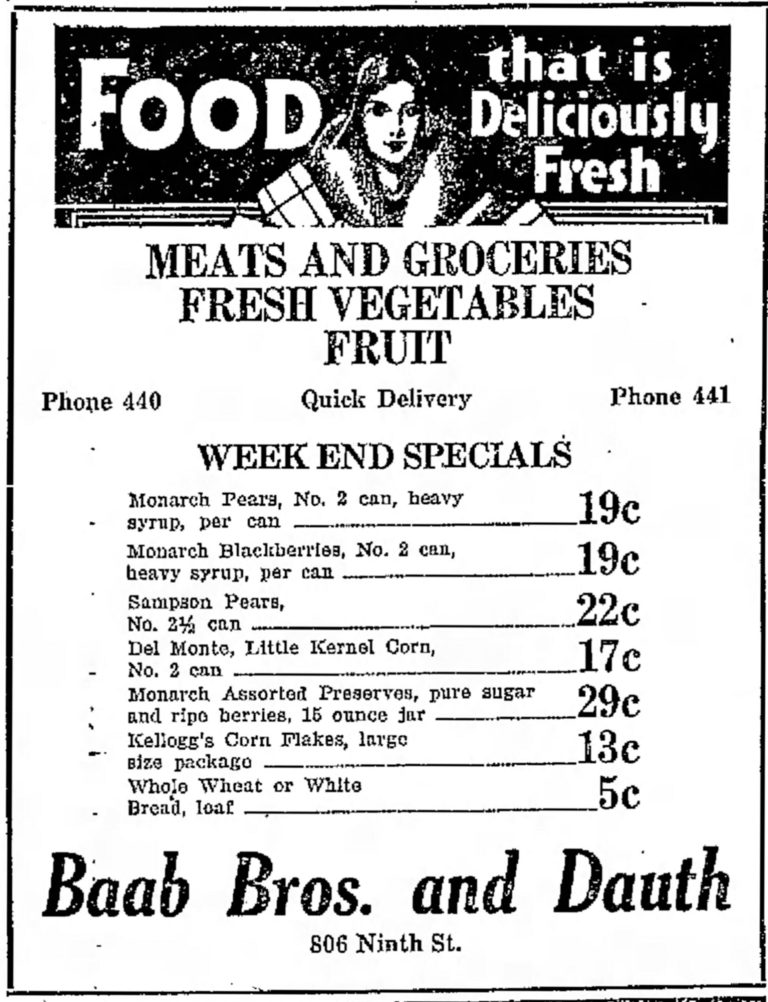 FOOD that is
Deliciously
Fresh
MEATS AND GROCERIES
FRESH VEGETABLES
FRUIT
Phone 440 Quick Delivery Phone 441
WEEK END SPECIALS
Monarch Pears, No. 2 can, heavy
syrup, per can 19c
Monarch Blackberries, No. 2 can,
heavy syrup, per can 19c
Sampson Pears,
No. 2½ can 22c
Del Monte, Little Kernel Corn,
No. 2 can 17c
Monarch Assorted Preserves, pure sugar
and ripe berries, 15 ounce jar 29c
Kellogg's Corn Flakes, large
size package 13c
Whole Wheat or White
Bread, loaf 5c
Baab Bros. and Dauth
806 Ninth St.